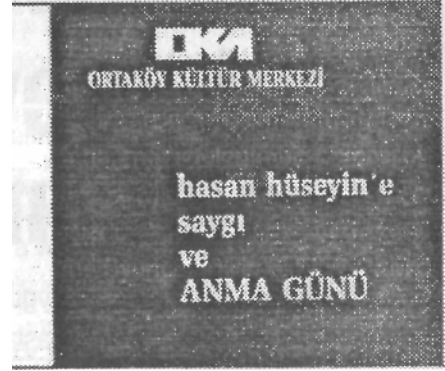 OKM
ORTAKÖY KÜLTÜR MERKEZİ
hasan hüseyin'e
saygı
ve
ANMA GÜNÜ